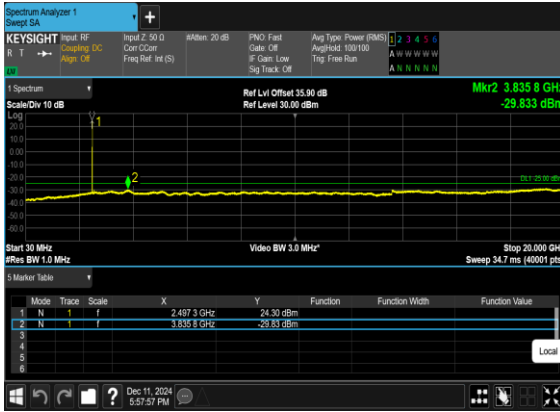 Spectrum Analyzer 1
Swept SA
+
KEYSIGHT Input: RF Input Z: 50 Ω #Atten: 20 dB PNO: Fast Avg Type: Power (RMS) 1 2 3 4 5 6
R T Coupling: DC Corr CCorr Gate: Off Avg|Hold: 100/100 A W W W W W
Align: Off Freq Ref: Int (S) IF Gain: Low Trig: Free Run
Sig Track: Off A N N N N N
1 Spectrum Ref Lvl Offset 35.90 dB Mkr2 3.835 8 GHz
Scale/Div 10 dB Ref Level 30.00 dBm -29.833 dBm
Log
20.0
10.0
0.00
-10.0
-20.0
-30.0
-40.0
-50.0
-60.0
1
2
DL1 -25.00 dBm
Start 30 MHz Video BW 3.0 MHz* Stop 20.000 GHz
#Res BW 1.0 MHz Sweep 34.7 ms (40001 pts)
5 Marker Table
Mode Trace Scale X Y Function Function Width Function Value
1 N 1 f 2.497 3 GHz 24.30 dBm
2 N 1 f 3.835 8 GHz -29.83 dBm
3
4
5
6
Local
? Dec 11, 2024
5:57:57 PM